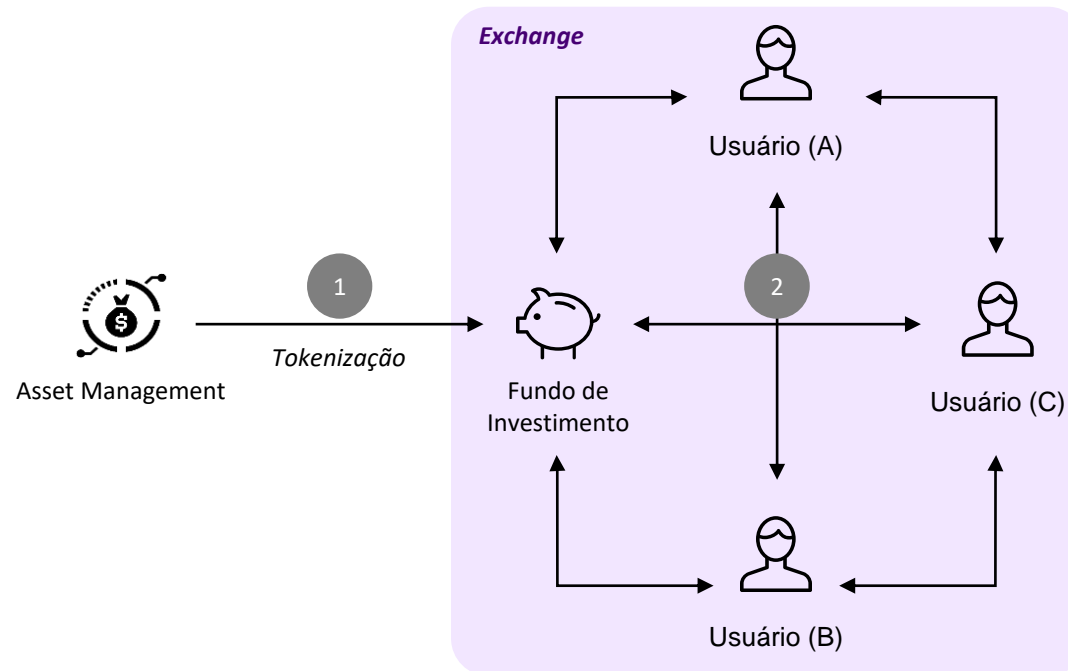 Exchange
Usuário (A)
1
2
$
Tokenização
Asset Management
Fundo de
Investimento
Usuário (C)
Usuário (B)